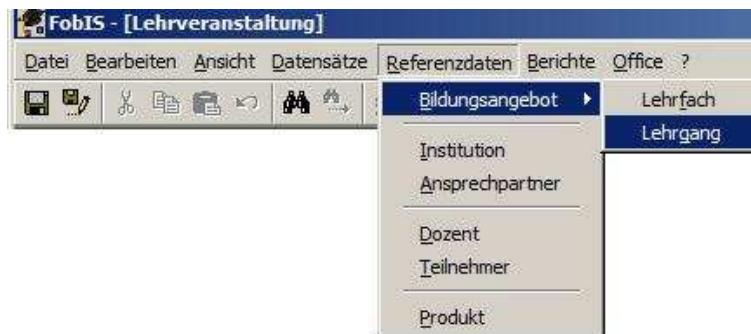 FobIS - [Lehrveranstaltung]
Datei Bearbeiten Ansicht Datensätze Referenzdaten Berichte Office ?
Bildungsangebot
Lehrfach
Lehrgang
Institution
Ansprechpartner
Dozent
Teilnehmer
Produkt